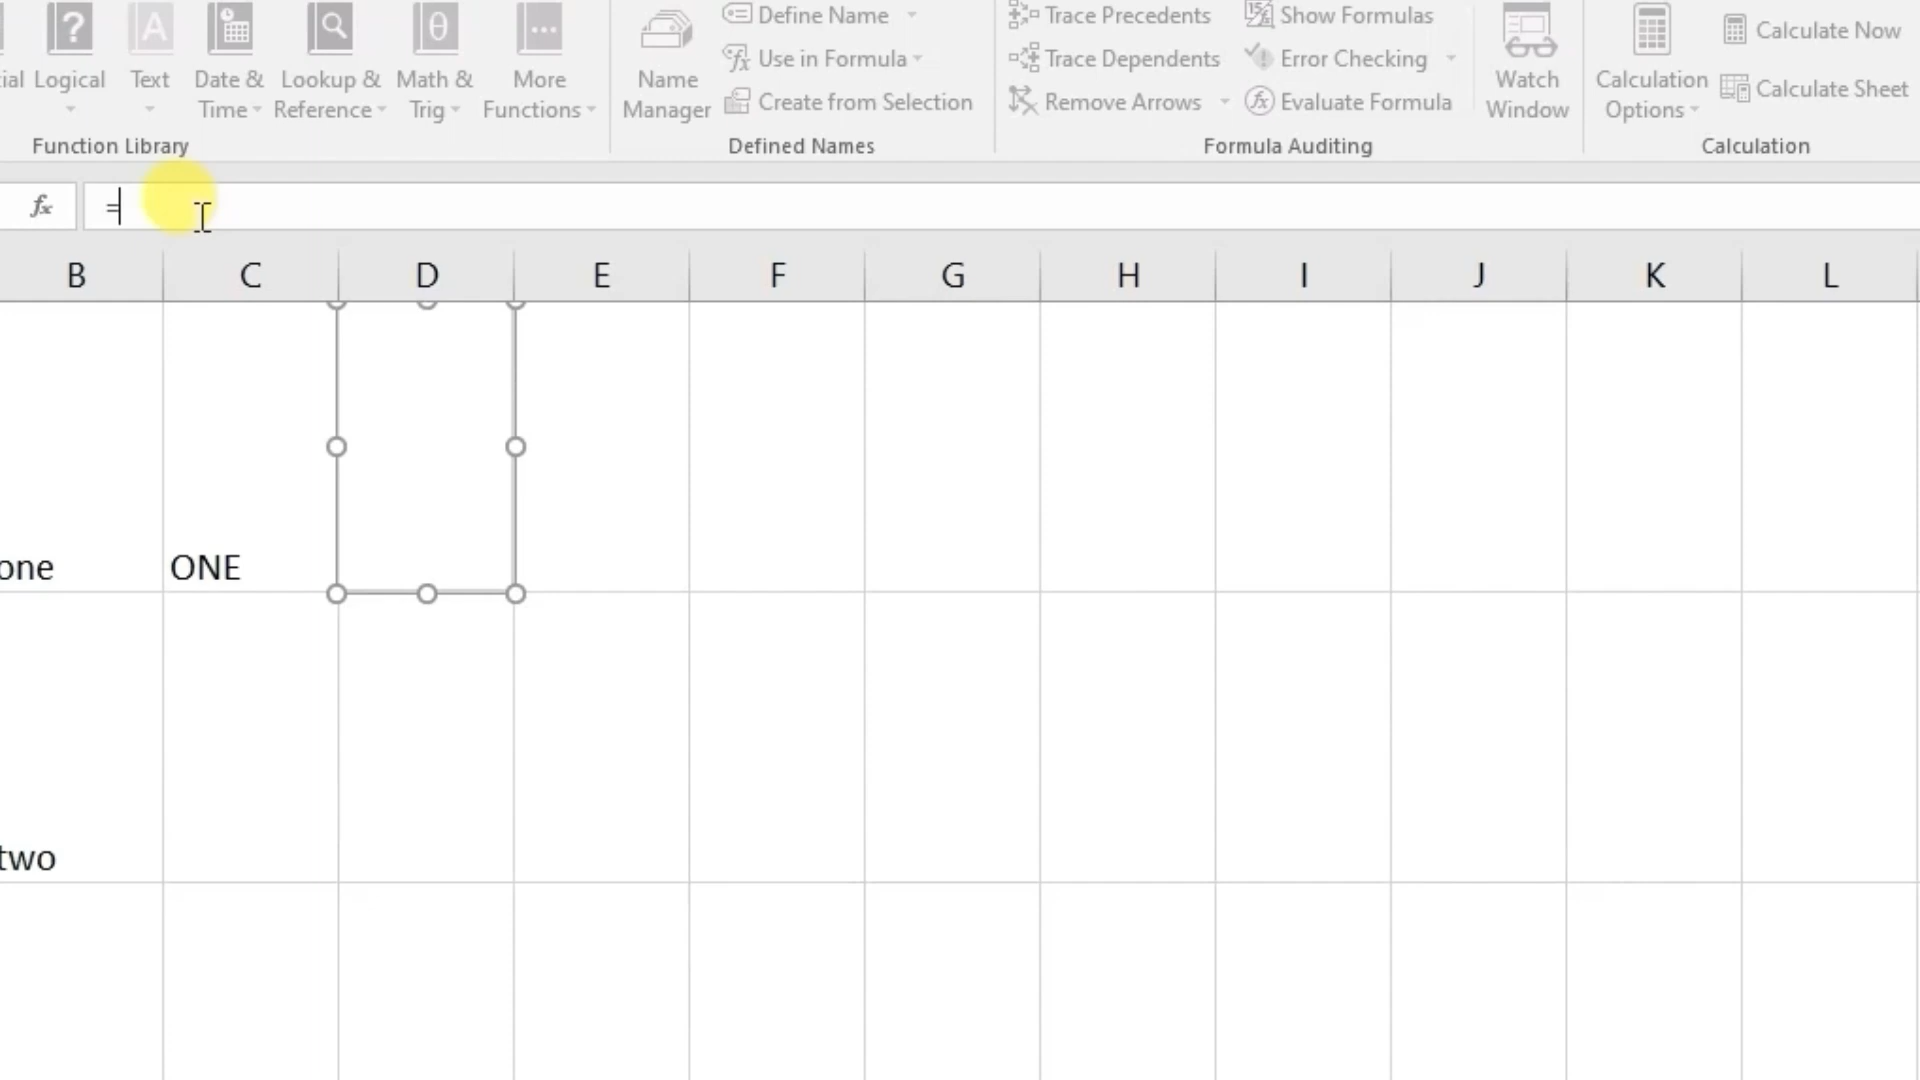 Define Name
Trace Precedents
Show Formulas
Calculate Now
Use in Formula
Trace Dependents
Error Checking
ial Logical Text Date & Time Lookup & Reference Math & Trig More Functions
Name Manager
Create from Selection
Remove Arrows
Evaluate Formula
Watch Window
Calculation Options
Calculate Sheet
Function Library
Defined Names
Formula Auditing
Calculation
fx =
B C D E F G H I J K L
one ONE
two